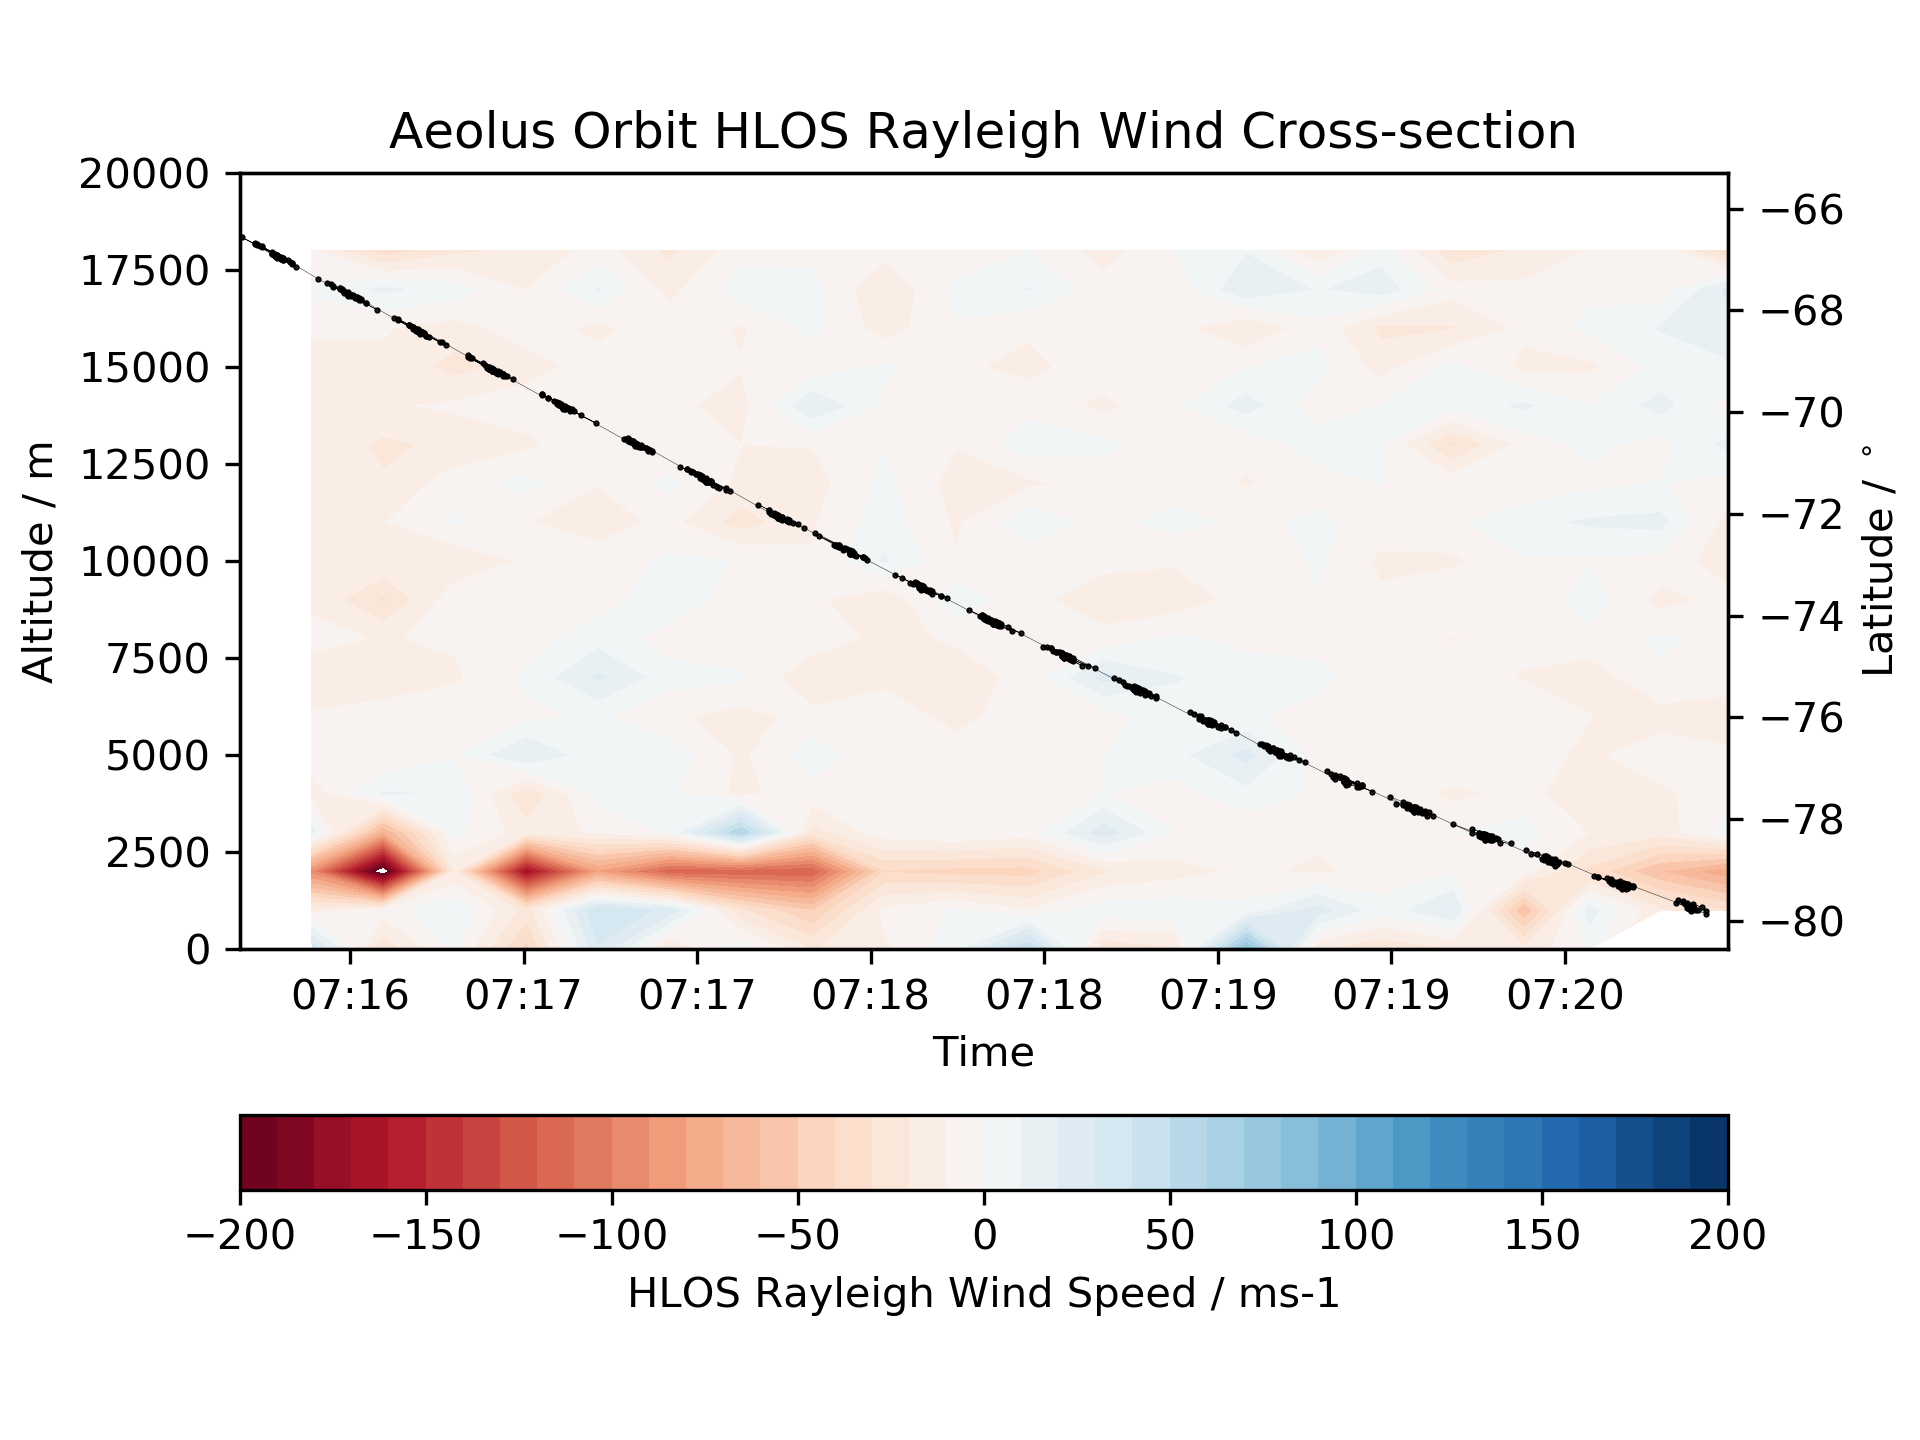 Aeolus Orbit HLOS Rayleigh Wind Cross-section
20000
17500
15000
12500
10000
7500
5000
2500
0
Altitude / m
−66
−68
−70
−72
−74
−76
−78
−80
Latitude / °
07:16 07:17 07:17 07:18 07:18 07:19 07:19 07:20
Time
−200 −150 −100 −50 0 50 100 150 200
HLOS Rayleigh Wind Speed / ms-1